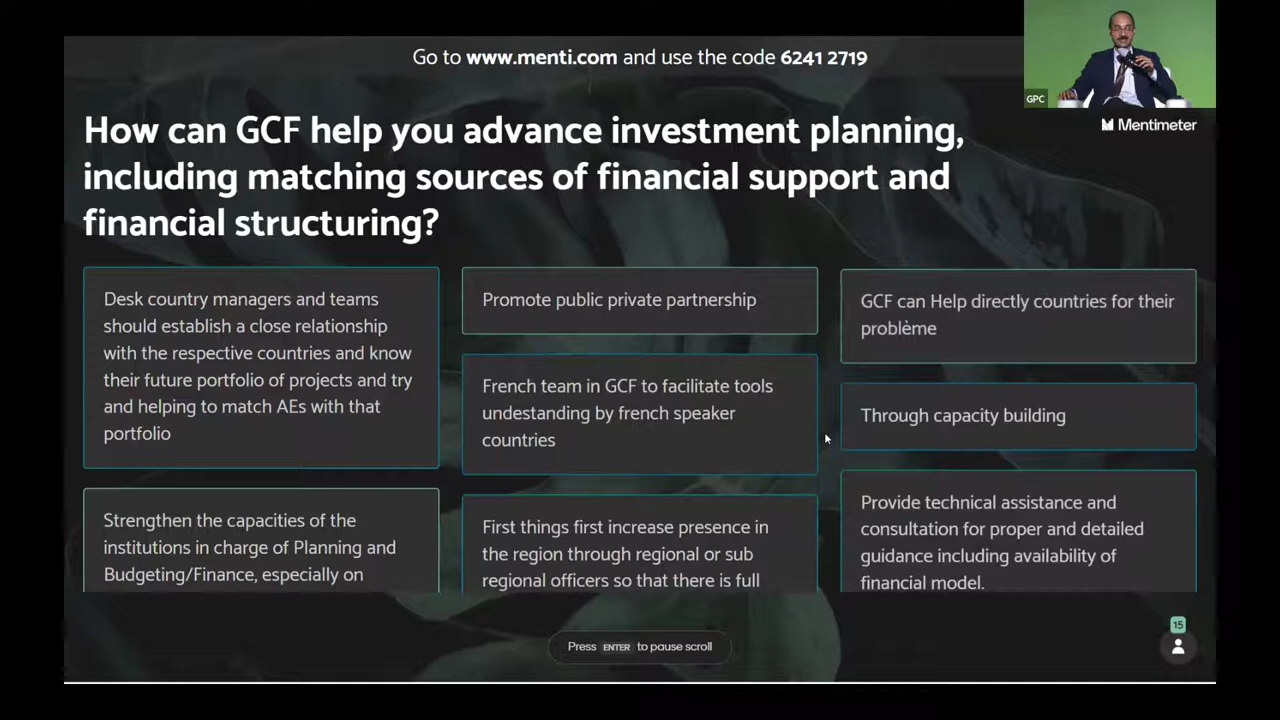 Go to www.menti.com and use the code 6241 2719
GPC
Mentimeter
How can GCF help you advance investment planning,
including matching sources of financial support and
financial structuring?
Desk country managers and teams
should establish a close relationship
with the respective countries and know
their future portfolio of projects and try
and helping to match AEs with that
portfolio
Strengthen the capacities of the
institutions in charge of Planning and
Budgeting/Finance, especially on
Promote public private partnership
French team in GCF to facilitate tools
undestanding by french speaker
countries
First things first increase presence in
the region through regional or sub
regional officers so that there is full
GCF can Help directly countries for their
problème
Through capacity building
Provide technical assistance and
consultation for proper and detailed
guidance including availability of
financial model.
Press ENTER to pause scroll
15